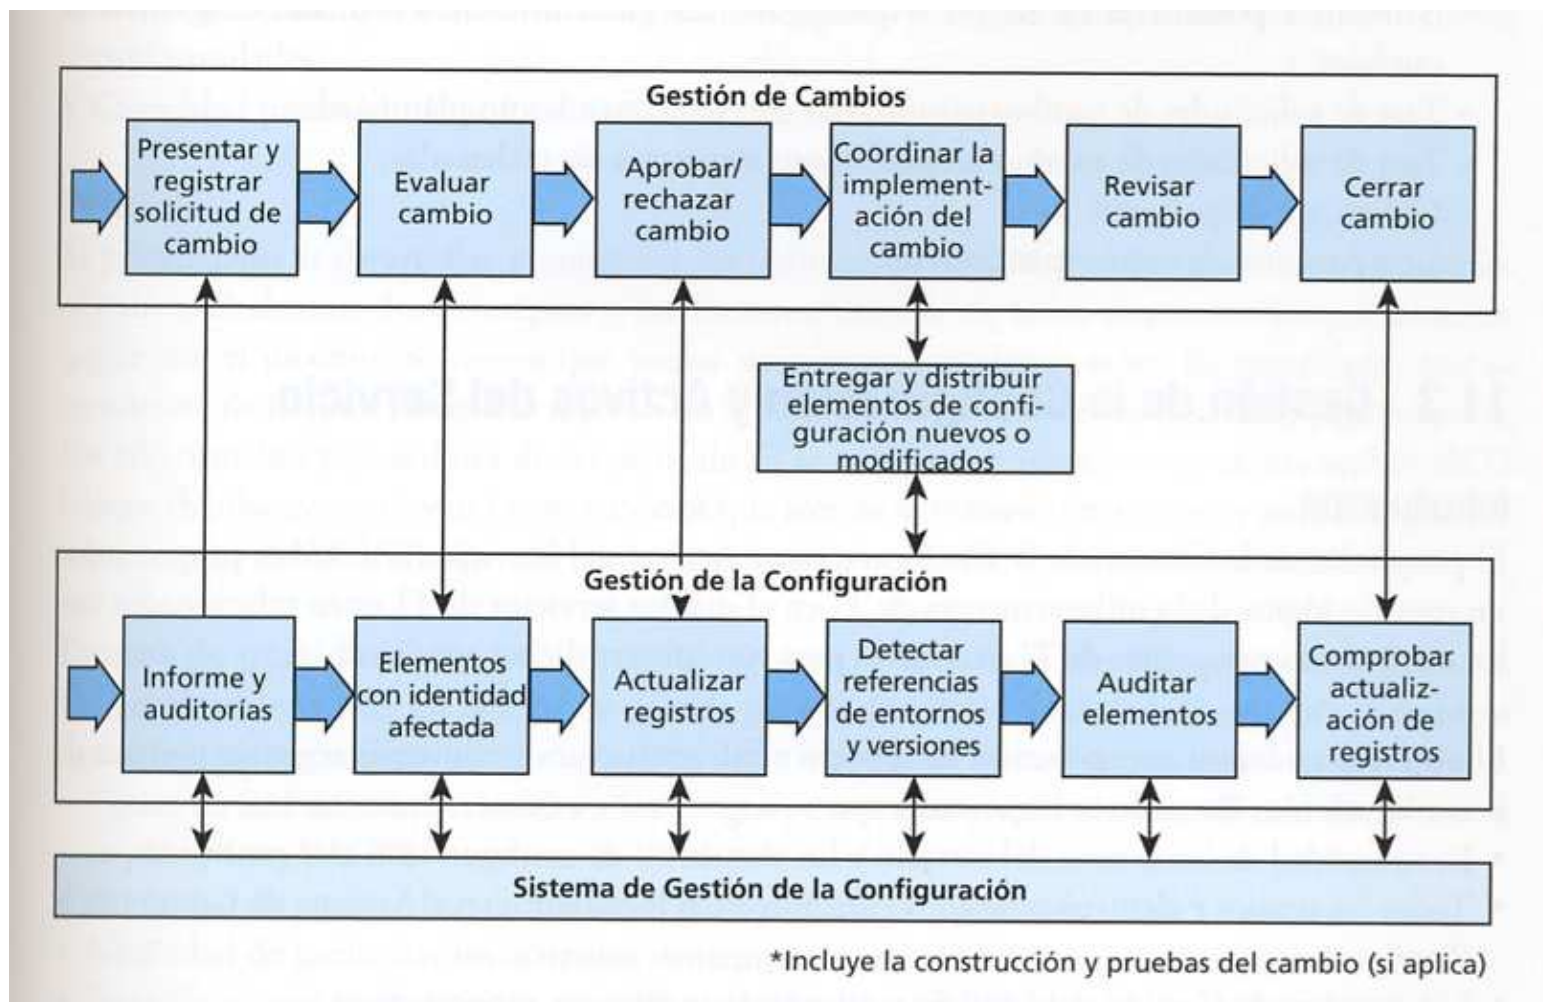 Gestión de Cambios
Presentar y
registrar
solicitud de
cambio
Evaluar
cambio
Aprobar/
rechazar
cambio
Coordinar la
implement-
ación del
cambio
Revisar
cambio
Cerrar
cambio
Entregar y distribuir
elementos de confi-
guración nuevos o
modificados
Gestión de la Configuración
Informe y
auditorías
Elementos
con identidad
afectada
Actualizar
registros
Detectar
referencias
de entornos
y versiones
Auditar
elementos
Comprobar
actualiz-
ación de
registros
Sistema de Gestión de la Configuración
*Incluye la construcción y pruebas del cambio (si aplica)